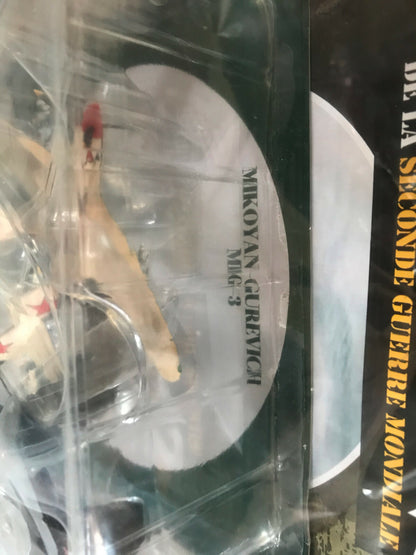 MIKOYAN GUREVICH
MIG 3
DE LA SECONDE GUERRE MONDIALE